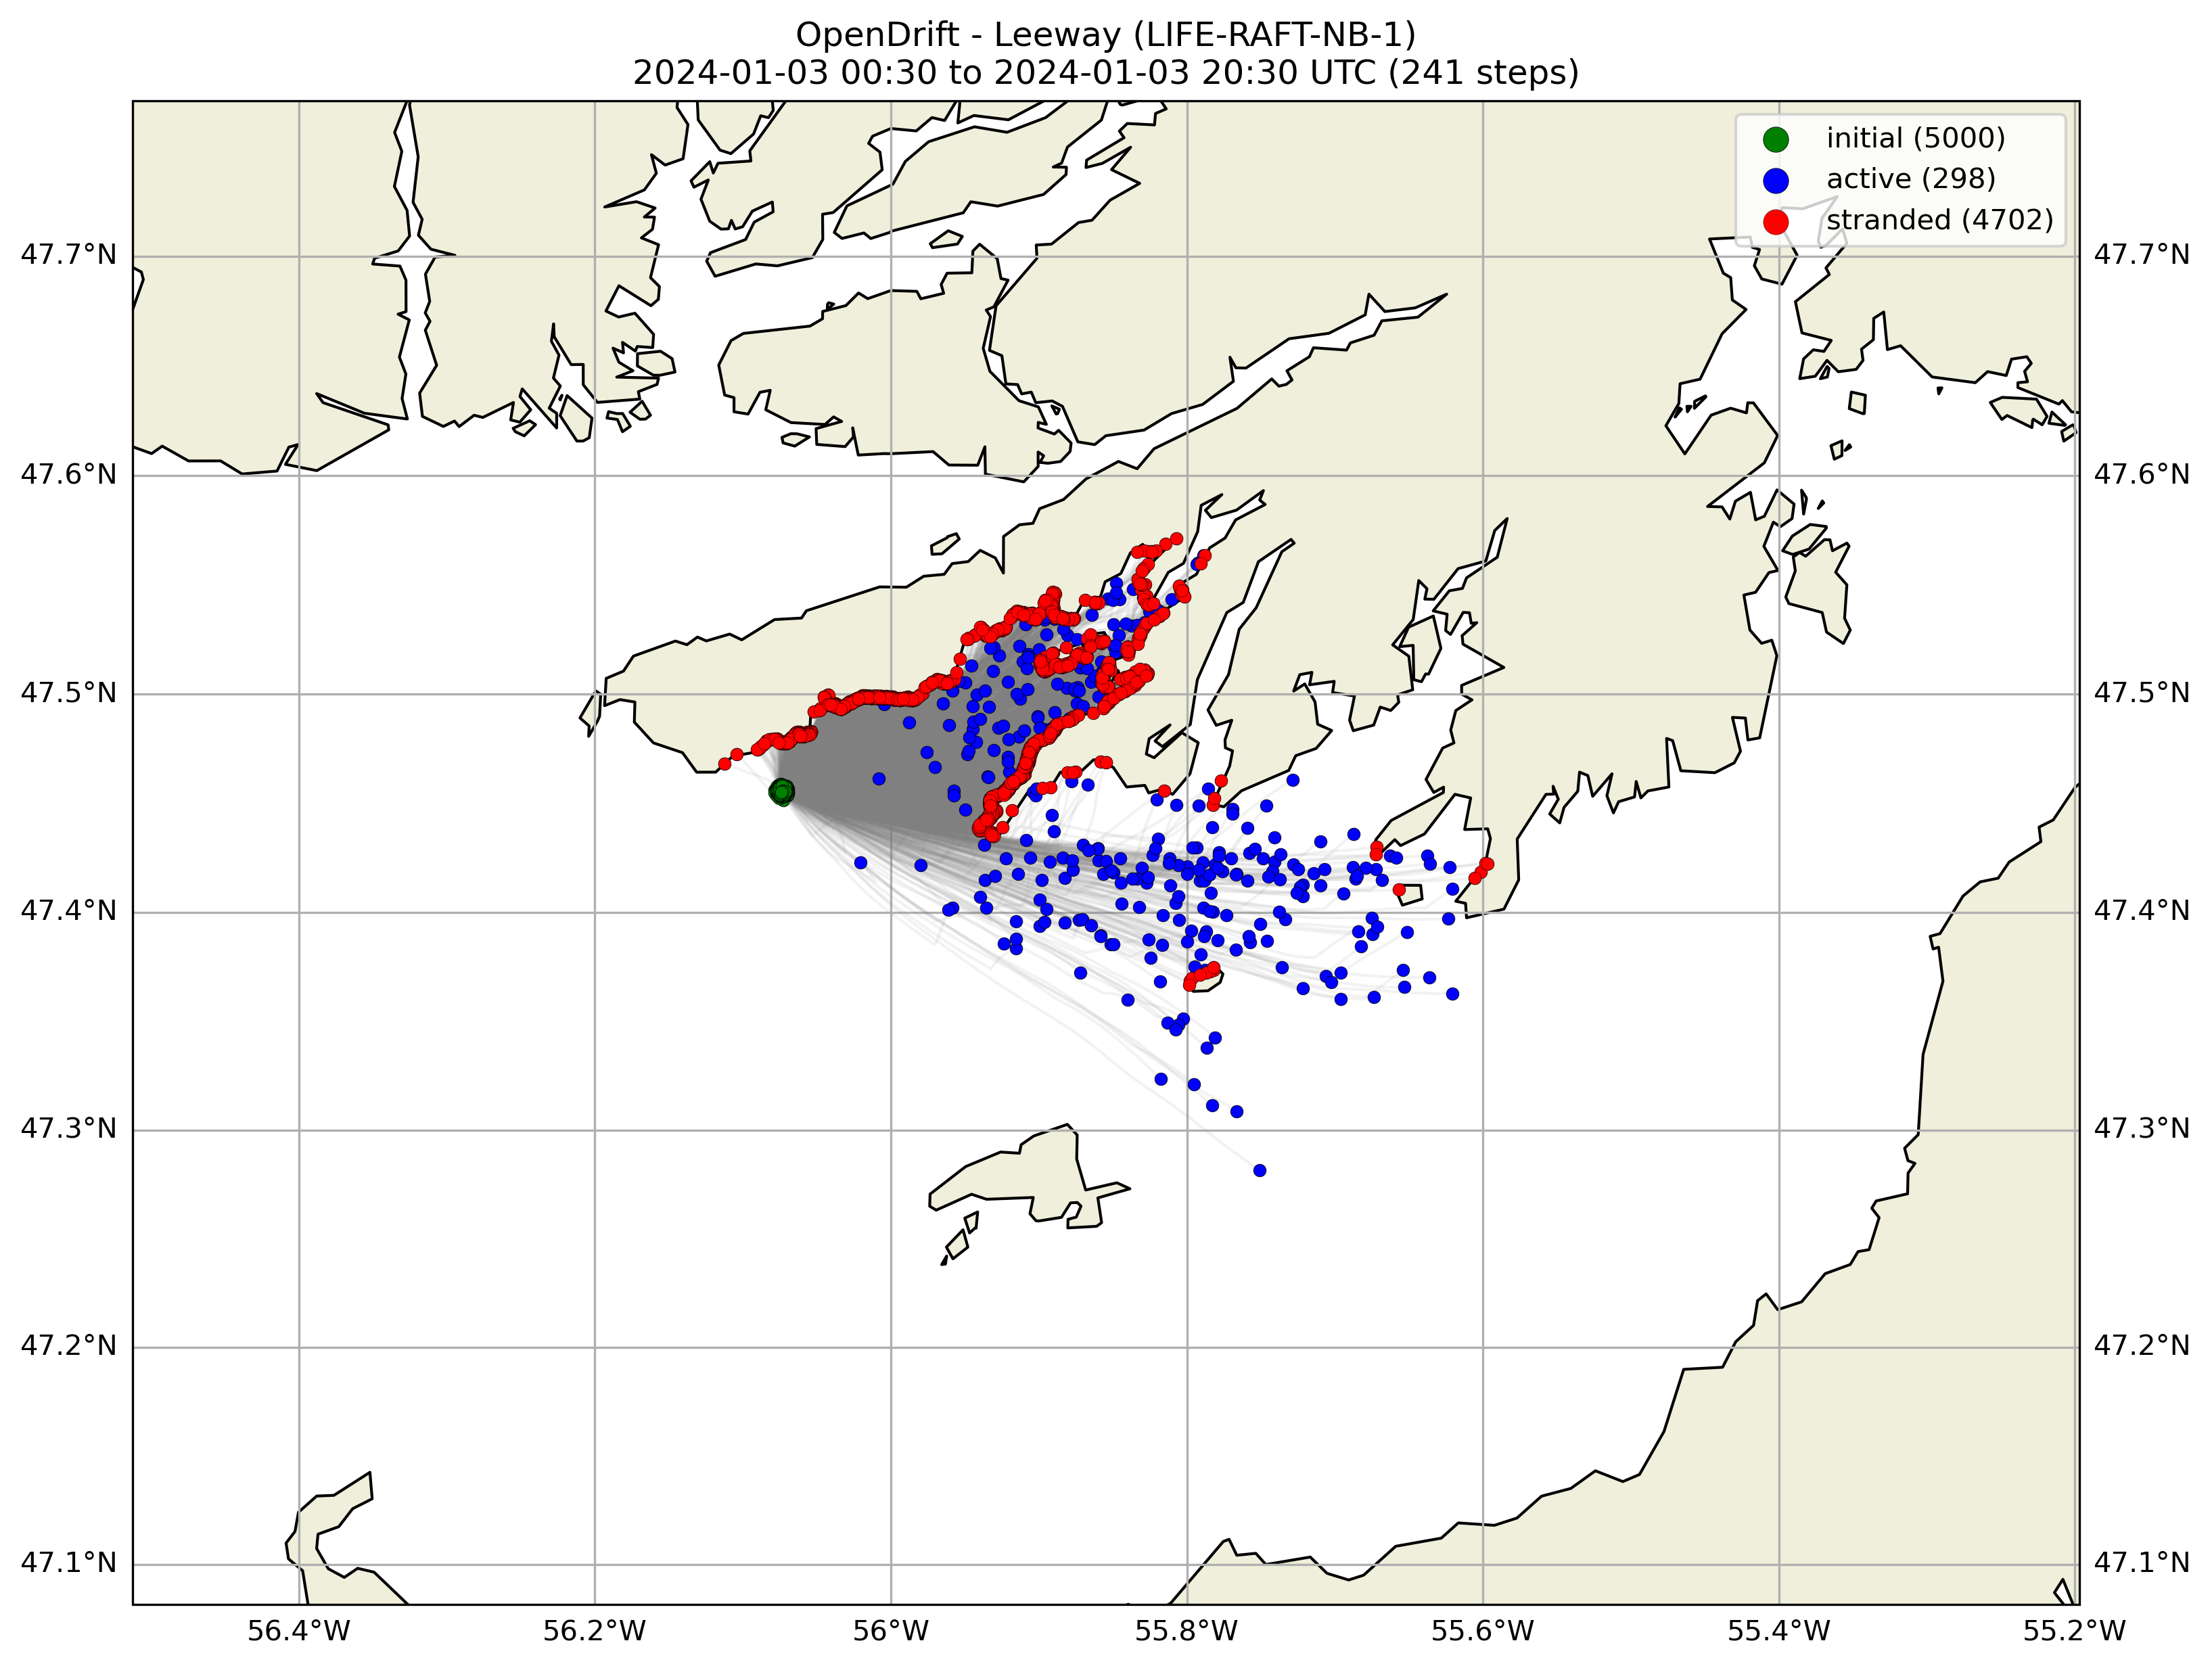 OpenDrift - Leeway (LIFE-RAFT-NB-1)
2024-01-03 00:30 to 2024-01-03 20:30 UTC (241 steps)
initial (5000)
active (298)
stranded (4702)
47.7°N 47.7°N
47.6°N 47.6°N
47.5°N 47.5°N
47.4°N 47.4°N
47.3°N 47.3°N
47.2°N 47.2°N
47.1°N 47.1°N
56.4°W 56.2°W 56°W 55.8°W 55.6°W 55.4°W 55.2°W